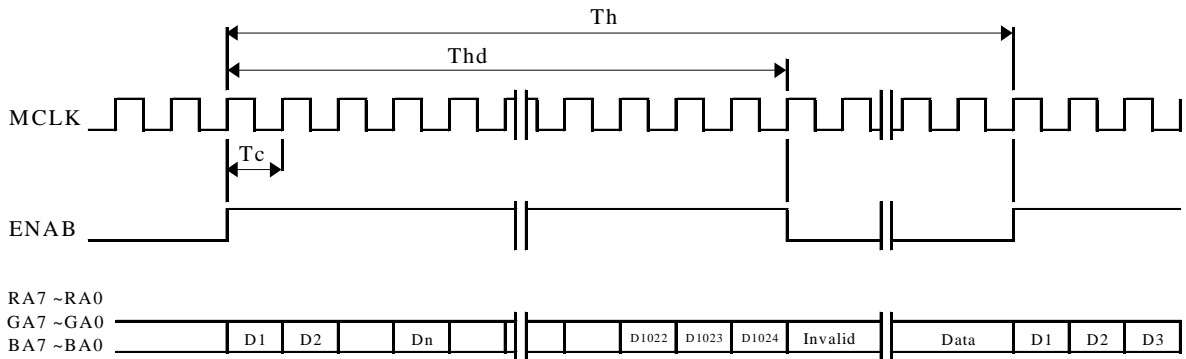 Th
Thd
MCLK
Tc
ENAB
RA7 ~RA0
GA7 ~GA0
BA7 ~BA0
D1 D2 Dn D1022 D1023 D1024 Invalid Data D1 D2 D3